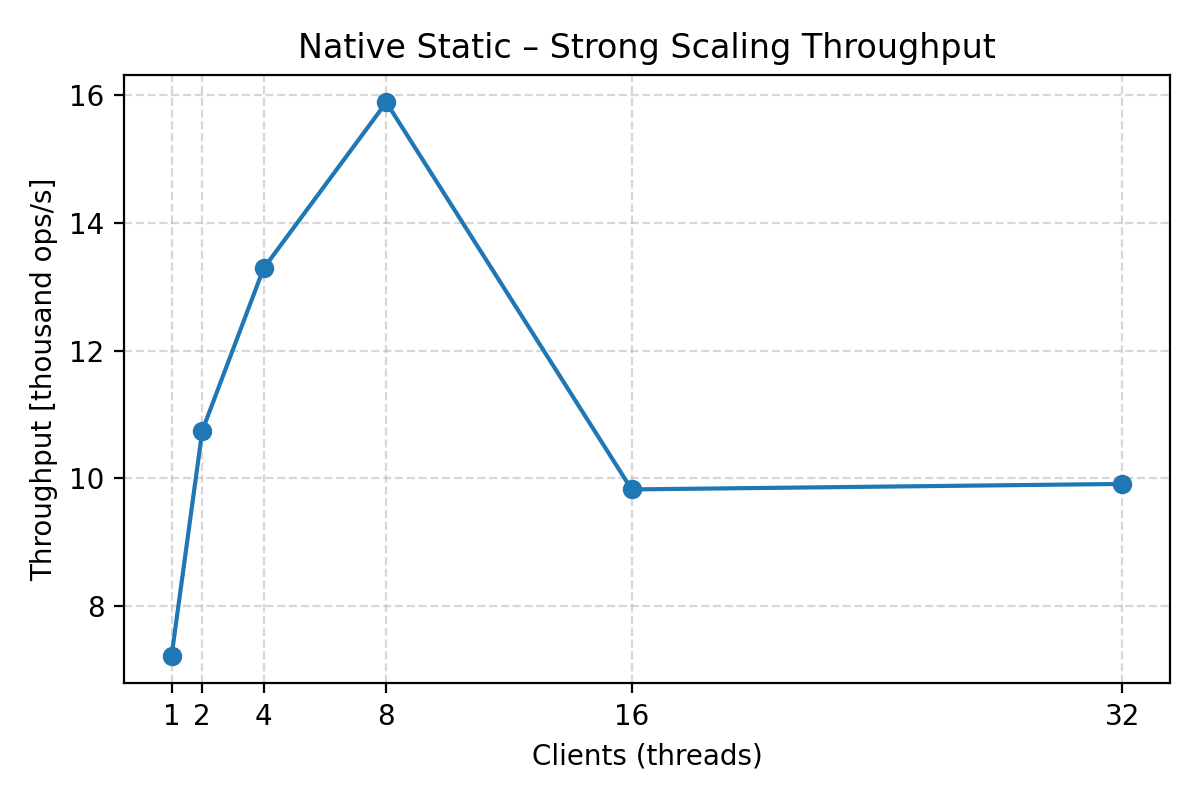 Native Static – Strong Scaling Throughput
Throughput [thousand ops/s]
16
14
12
10
8
1 2 4 8 16 32
Clients (threads)